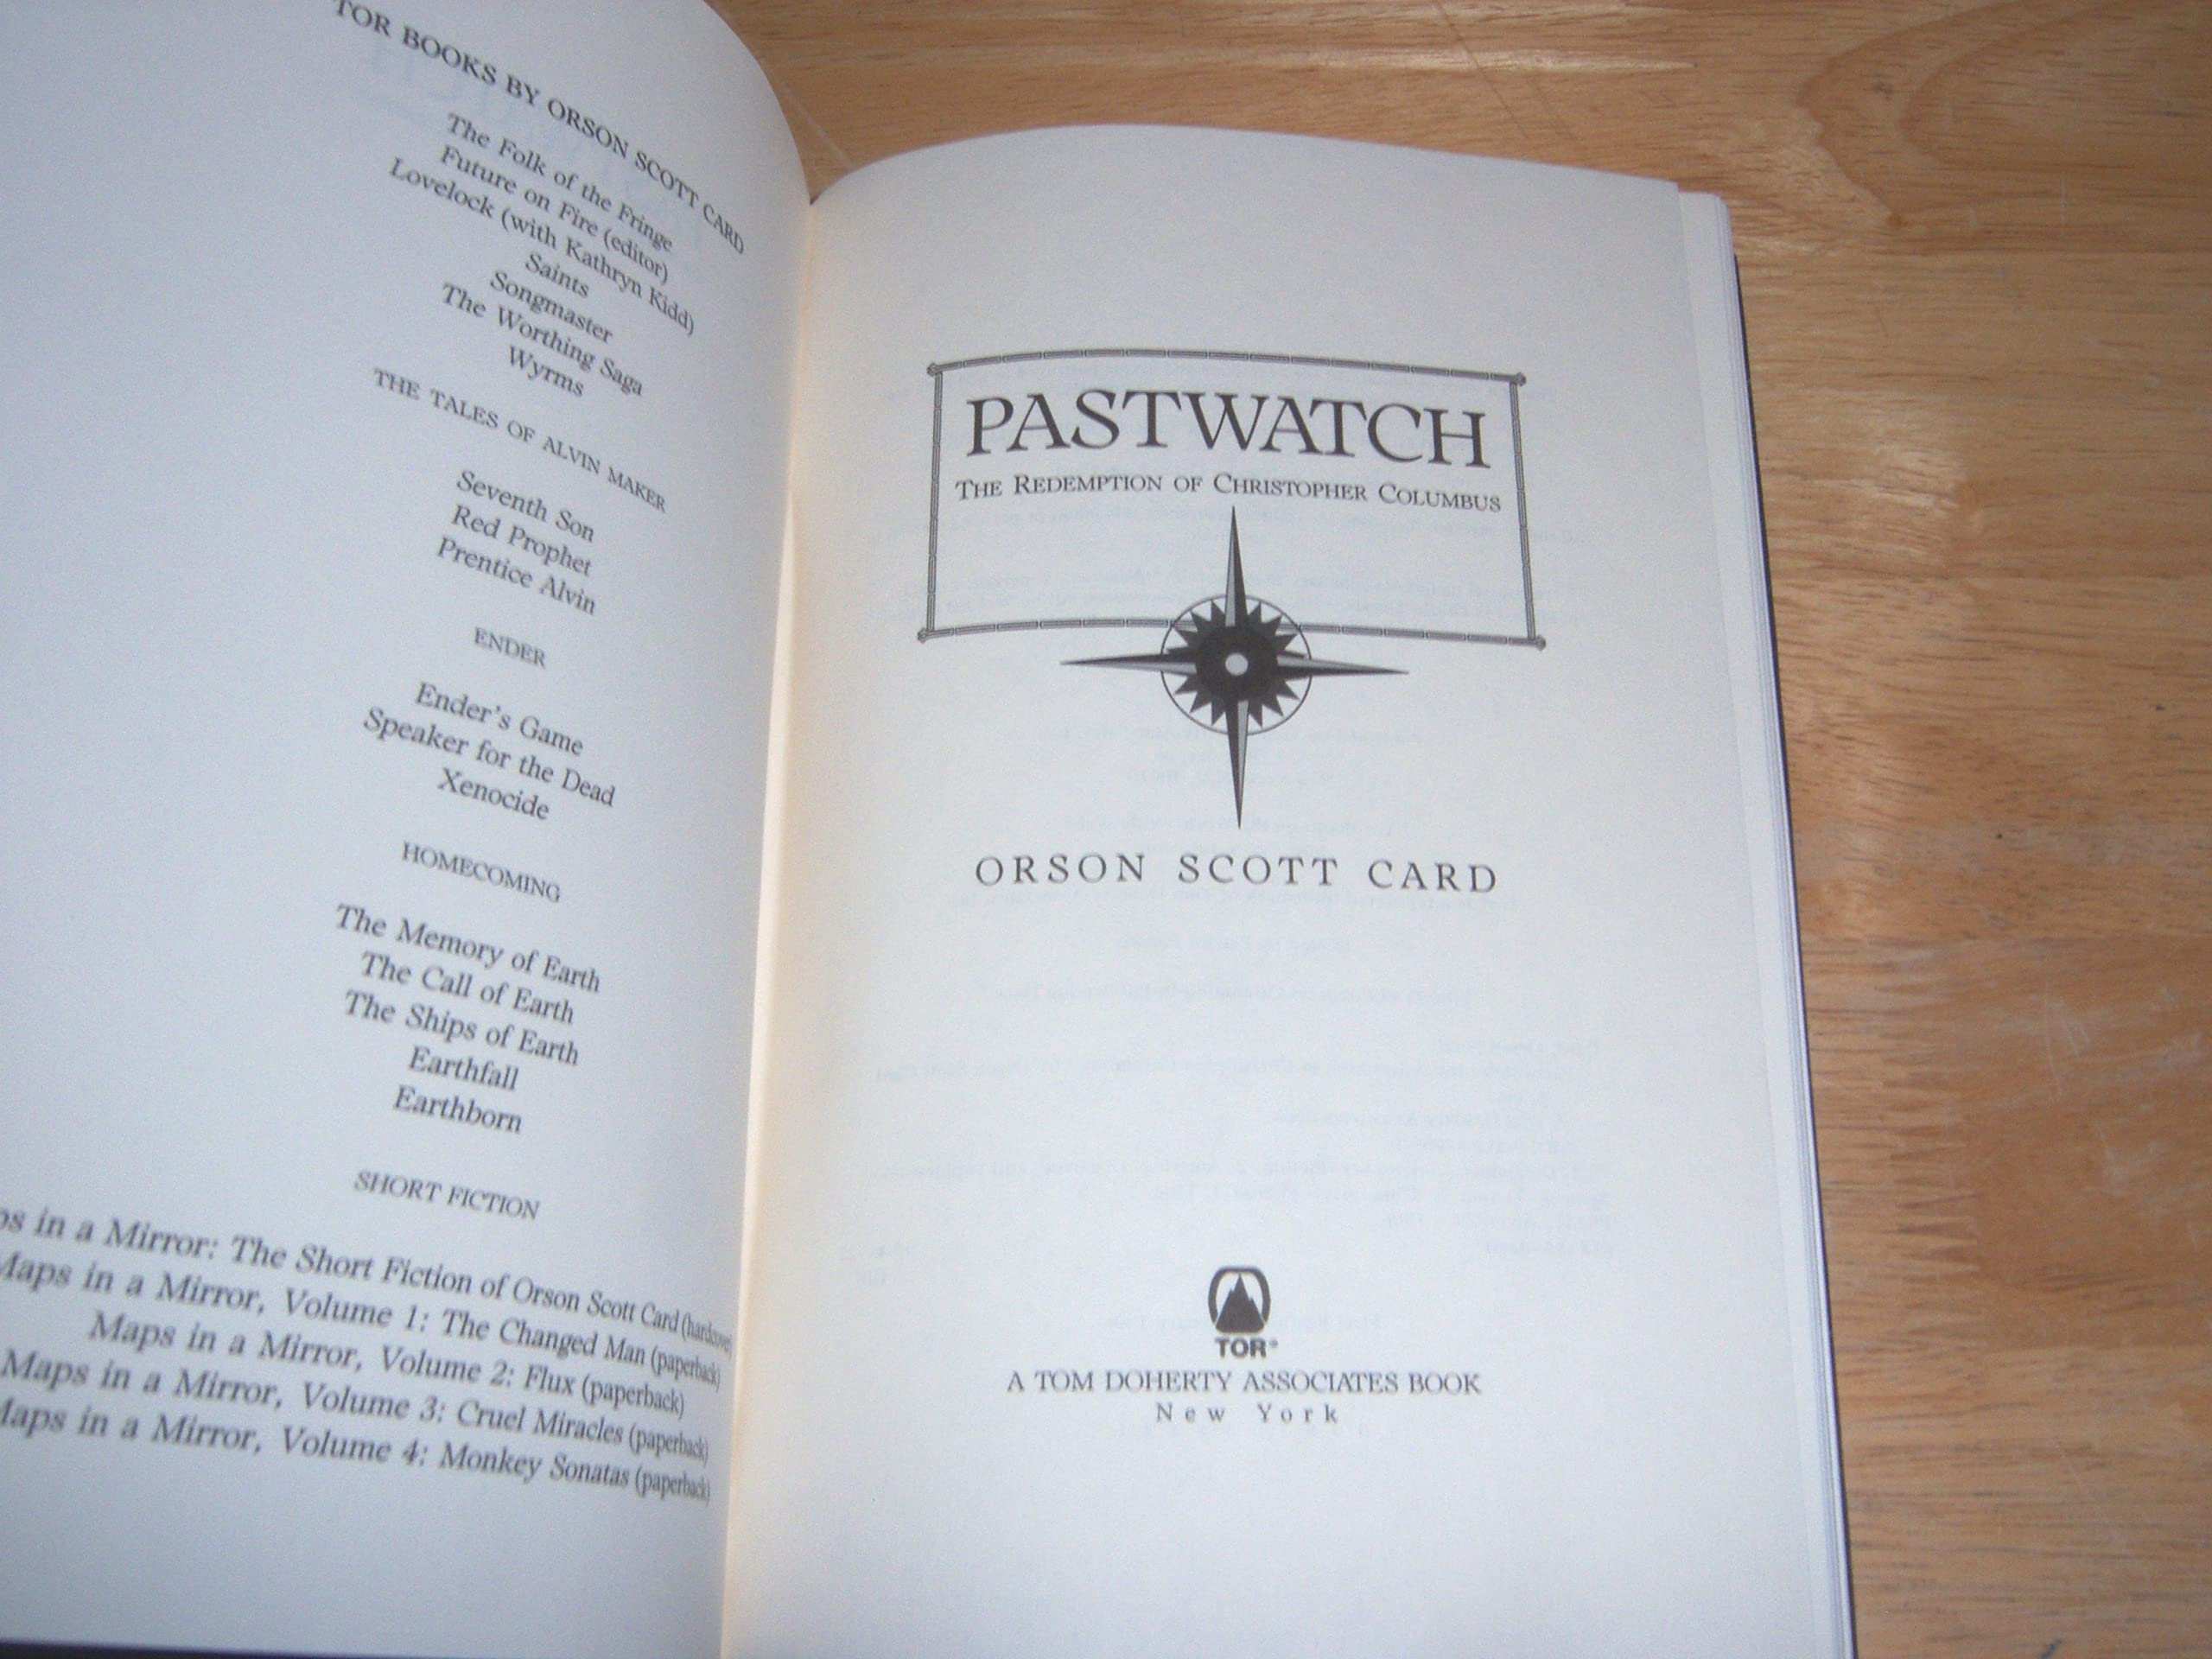 TOR BOOKS BY ORSON SCOTT CARD
The Folk of the Fringe
Future on Fire (editor)
Lovelock (with Kathryn Kidd)
Saints
Songmaster
The Worthing Saga
Wyrms
THE TALES OF ALVIN MAKER
Seventh Son
Red Prophet
Prentice Alvin
ENDER
Ender's Game
Speaker for the Dead
Xenocide
HOMECOMING
The Memory of Earth
The Call of Earth
The Ships of Earth
Earthfall
Earthborn
SHORT FICTION
ps in a Mirror: The Short Fiction of Orson Scott Card (hardcover)
Maps in a Mirror, Volume 1: The Changed Man (paperback)
Maps in a Mirror, Volume 2: Flux (paperback)
Maps in a Mirror, Volume 3: Cruel Miracles (paperback)
Maps in a Mirror, Volume 4: Monkey Sonatas (paperback)
PASTWATCH
THE REDEMPTION OF CHRISTOPHER COLUMBUS
ORSON SCOTT CARD
TOR®
A TOM DOHERTY ASSOCIATES BOOK
New York